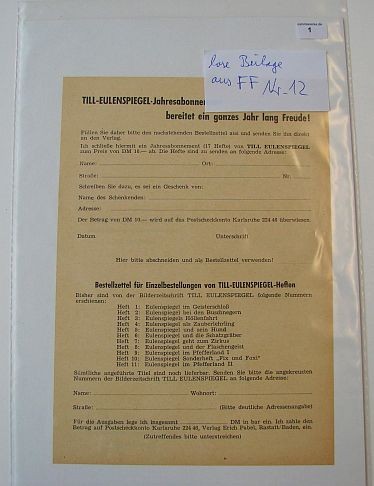 1
lose Beilage
aus FF Nr. 12
TILL-EULENSPIEGEL-Jahresabonnem
bereitet ein ganzes Jahr lang Freude!
Füllen Sie daher bitte den nachstehenden Bestellzettel aus und senden Sie ihn direkt
an den Verlag.
Ich schließe hiermit ein Jahresabonnement (17 Hefte) von TILL EULENSPIEGEL
zum Preis von DM 10.— ab. Die Hefte sind zu senden an folgende Adresse:
Name: Ort:
Straße: Nr.
Schreiben Sie dazu, es sei ein Geschenk von:
Name des Schenkenden:
Adresse:
Der Betrag von DM 10.— wird auf das Postscheckkonto Karlsruhe 224 46 überwiesen.
Datum Unterschrift
Hier bitte abschneiden und als Bestellzettel verwenden!
Bestellzettel für Einzelbestellungen von TILL-EULENSPIEGEL-Heften
Bisher sind von der Bilderzeitschrift TILL EULENSPIEGEL folgende Nummern
erschienen:
Heft 1: Eulenspiegel im Geisterschloß
Heft 2: Eulenspiegel bei den Buschnegern
Heft 3: Eulenspiegels Höllenfahrt
Heft 4: Eulenspiegel als Zauberlehrling
Heft 5: Eulenspiegel und sein Hund
Heft 6: Eulenspiegel und die Schatzgräber
Heft 7: Eulenspiegel geht zum Zirkus
Heft 8: Eulenspiegel und der Flaschengeist
Heft 9: Eulenspiegel im Pfefferland I
Heft 10: Eulenspiegel Sonderheft „Fix und Foxi"
Heft 11: Eulenspiegel im Pfefferland II
Sämtliche angeführte Titel sind noch lieferbar. Senden Sie bitte die angekreuzten
Nummern der Bilderzeitschrift TILL EULENSPIEGEL an folgende Adresse:
Name: Wohnort:
Straße: (Bitte deutliche Adressenangabe)
Für die Ausgaben lege ich insgesamt DM in bar ein. Ich zahle den
Betrag auf Postscheckkonto Karlsruhe 224 46, Verlag Erich Pabel, Rastatt/Baden, ein.
(Zutreffendes bitte unterstreichen)